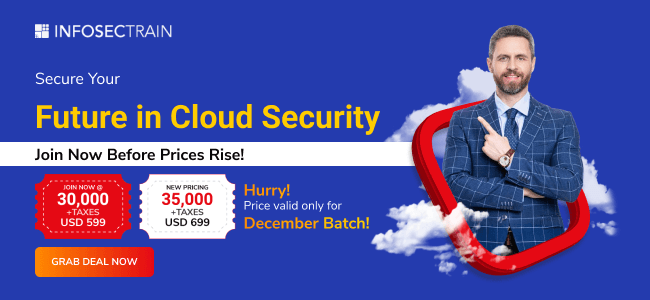 INFOSECTRAIN
Secure Your
Future in Cloud Security
Join Now Before Prices Rise!
JOIN NOW @
30,000
+TAXES
USD 599
NEW PRICING
35,000
+TAXES
USD 699
Hurry!
Price valid only for
December Batch!
GRAB DEAL NOW